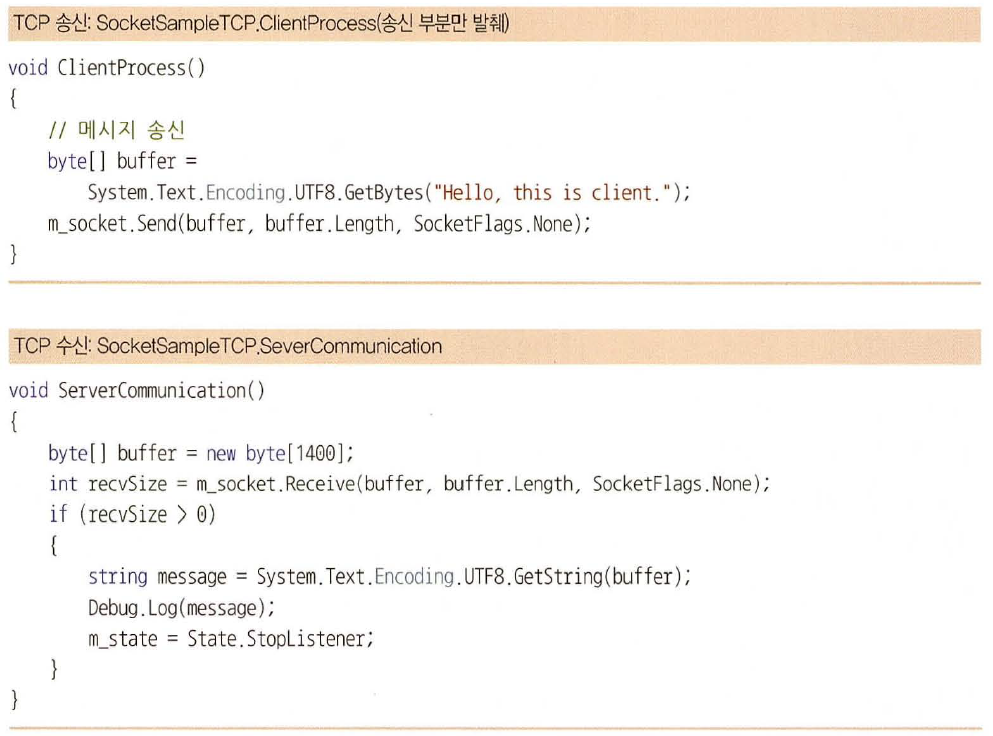 TCP 송신: SocketSampleTCP.ClientProcess(송신 부분만 발췌)
void ClientProcess()
{
    // 메시지 송신
    byte[] buffer =
        System.Text.Encoding.UTF8.GetBytes("Hello, this is client.");
    m_socket.Send(buffer, buffer.Length, SocketFlags.None);
}
TCP 수신: SocketSampleTCP.SeverCommunication
void ServerCommunication()
{
    byte[] buffer = new byte[1400];
    int recvSize = m_socket.Receive(buffer, buffer.Length, SocketFlags.None);
    if (recvSize > 0)
    {
        string message = System.Text.Encoding.UTF8.GetString(buffer);
        Debug.Log(message);
        m_state = State.StopListener;
    }
}